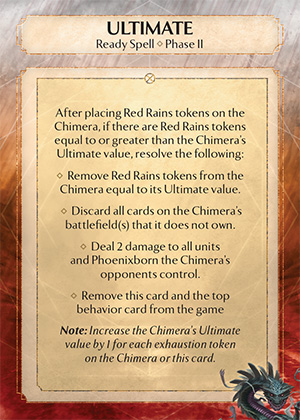 ULTIMATE
Ready Spell ◇ Phase II
After placing Red Rains tokens on the
Chimera, if there are Red Rains tokens
equal to or greater than the Chimera's
Ultimate value, resolve the following:
◇ Remove Red Rains tokens from the
Chimera equal to its Ultimate value.
◇ Discard all cards on the Chimera's
battlefield(s) that it does not own.
◇ Deal 2 damage to all units
and Phoenixborn the Chimera's
opponents control.
◇ Remove this card and the top
behavior card from the game
Note: Increase the Chimera's Ultimate
value by 1 for each exhaustion token
on the Chimera or this card.